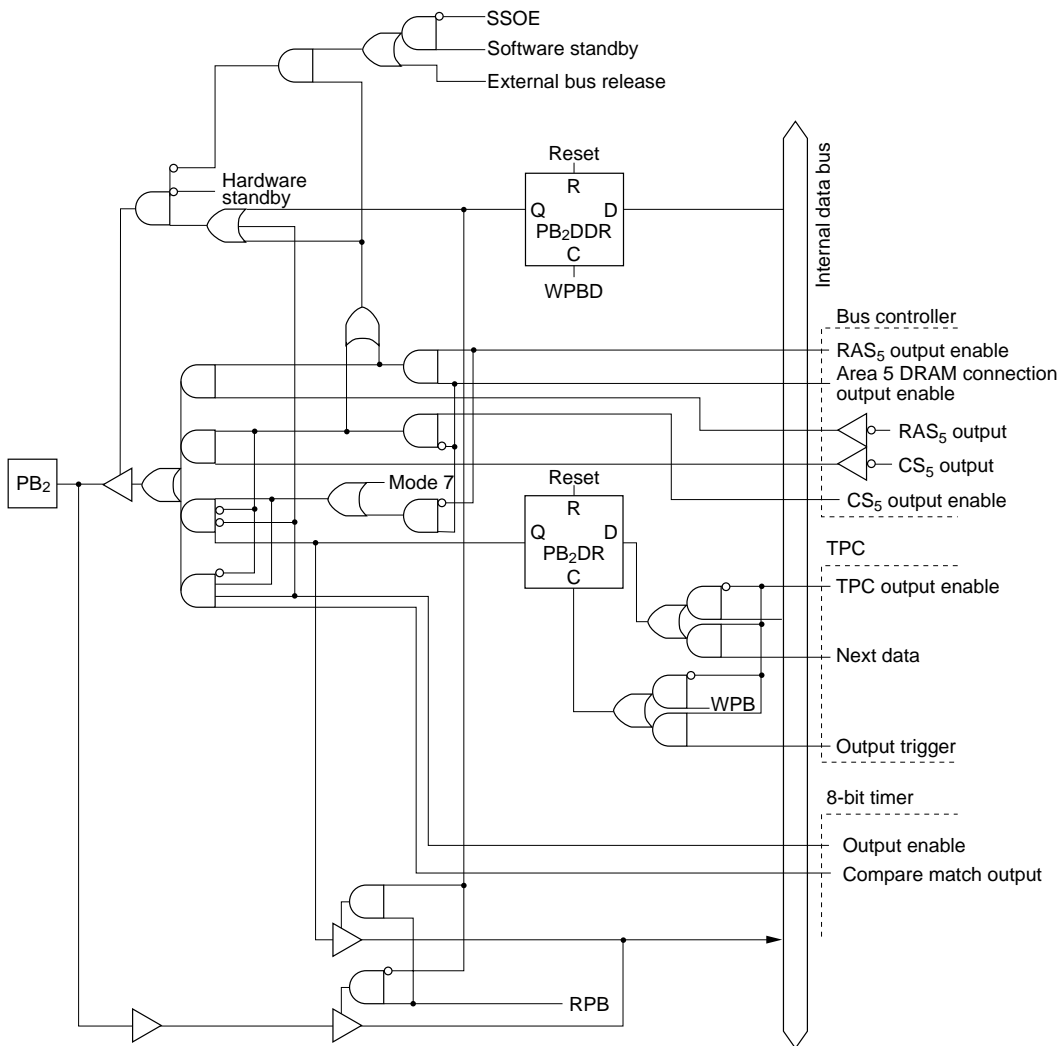 SSOE
Software standby
External bus release
Hardware
standby
Reset
R
Q D
PB₂DDR
C
WPBD
Internal data bus
Bus controller
RAS₅ output enable
Area 5 DRAM connection
output enable
RAS₅ output
CS₅ output
CS₅ output enable
PB₂
Mode 7
Reset
R
Q D
PB₂DR
C
TPC
TPC output enable
Next data
WPB
Output trigger
8-bit timer
Output enable
Compare match output
RPB